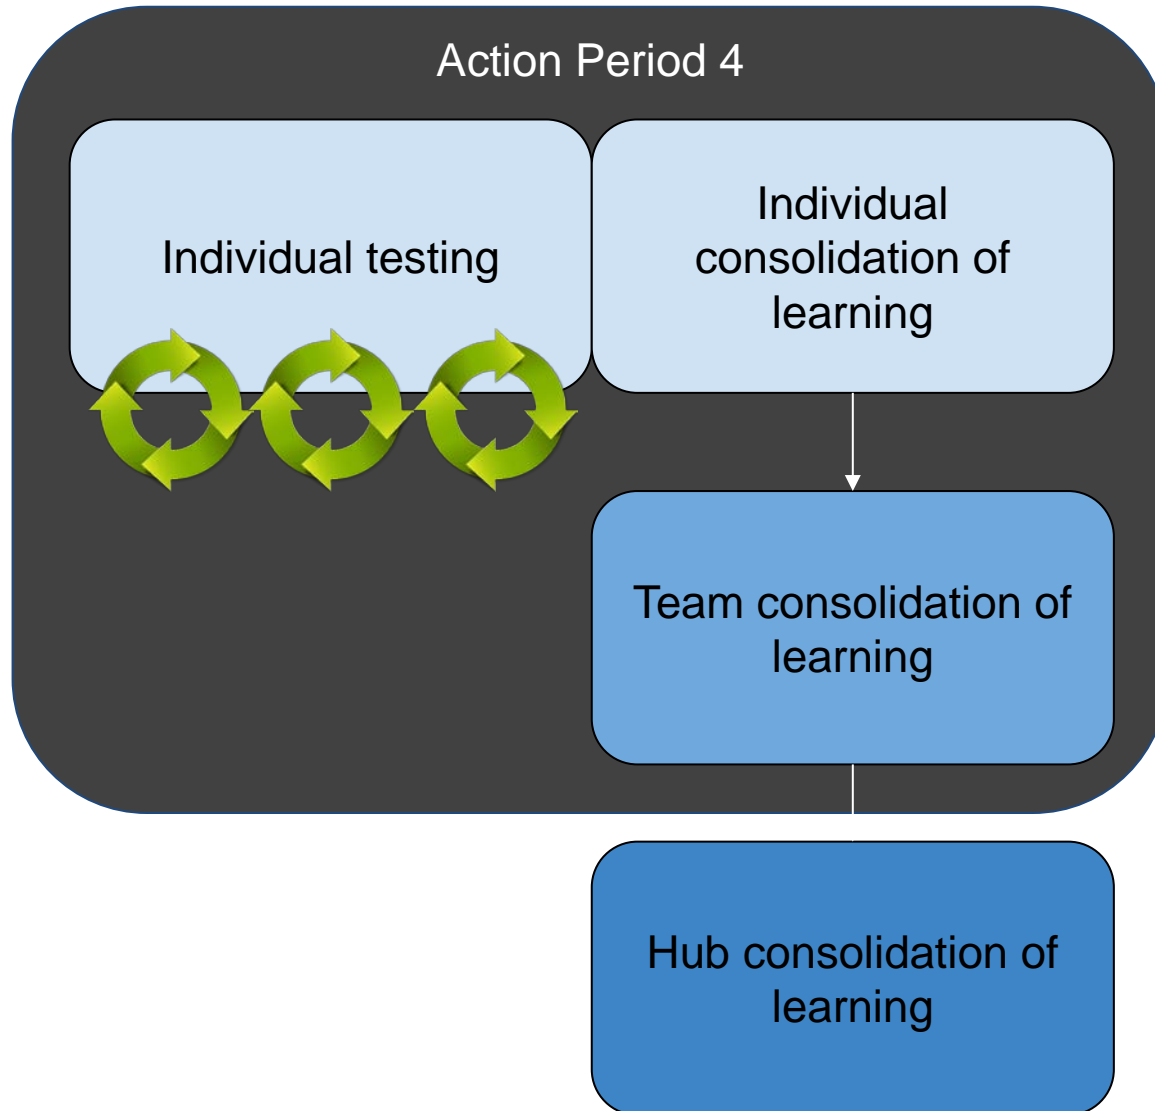 Action Period 4
Individual testing
Individual
consolidation of
learning
Team consolidation of
learning
Hub consolidation of
learning